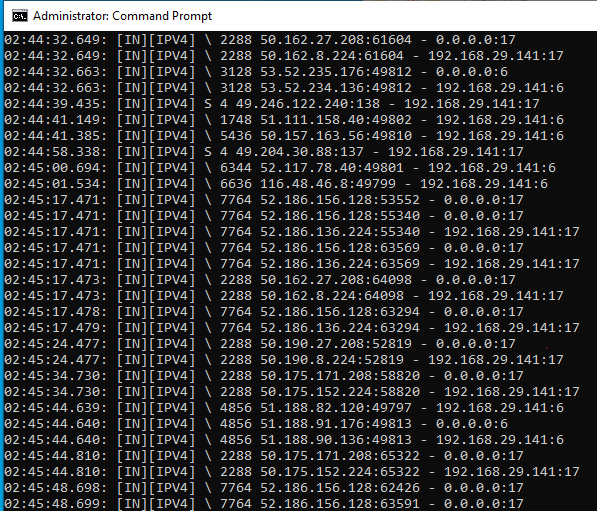 Administrator: Command Prompt
02:44:32.649: [IN][IPV4] \ 2288 50.162.27.208:61604 - 0.0.0.0:17
02:44:32.649: [IN][IPV4] \ 2288 50.162.8.224:61604 - 192.168.29.141:17
02:44:32.663: [IN][IPV4] \ 3128 53.52.235.176:49812 - 0.0.0.0:6
02:44:32.663: [IN][IPV4] \ 3128 53.52.234.136:49812 - 192.168.29.141:6
02:44:39.435: [IN][IPV4] S 4 49.246.122.240:138 - 192.168.29.141:17
02:44:41.149: [IN][IPV4] \ 1748 51.111.158.40:49802 - 192.168.29.141:6
02:44:41.385: [IN][IPV4] \ 5436 50.157.163.56:49810 - 192.168.29.141:6
02:44:58.338: [IN][IPV4] S 4 49.204.30.88:137 - 192.168.29.141:17
02:45:00.694: [IN][IPV4] \ 6344 52.117.78.40:49801 - 192.168.29.141:6
02:45:01.534: [IN][IPV4] \ 6636 116.48.46.8:49799 - 192.168.29.141:6
02:45:17.471: [IN][IPV4] \ 7764 52.186.156.128:53552 - 0.0.0.0:17
02:45:17.471: [IN][IPV4] \ 7764 52.186.156.128:55340 - 0.0.0.0:17
02:45:17.471: [IN][IPV4] \ 7764 52.186.136.224:55340 - 192.168.29.141:17
02:45:17.471: [IN][IPV4] \ 7764 52.186.156.128:63569 - 0.0.0.0:17
02:45:17.471: [IN][IPV4] \ 7764 52.186.136.224:63569 - 192.168.29.141:17
02:45:17.473: [IN][IPV4] \ 2288 50.162.27.208:64098 - 0.0.0.0:17
02:45:17.473: [IN][IPV4] \ 2288 50.162.8.224:64098 - 192.168.29.141:17
02:45:17.478: [IN][IPV4] \ 7764 52.186.156.128:63294 - 0.0.0.0:17
02:45:17.479: [IN][IPV4] \ 7764 52.186.136.224:63294 - 192.168.29.141:17
02:45:24.477: [IN][IPV4] \ 2288 50.190.27.208:52819 - 0.0.0.0:17
02:45:24.477: [IN][IPV4] \ 2288 50.190.8.224:52819 - 192.168.29.141:17
02:45:34.730: [IN][IPV4] \ 2288 50.175.171.208:58820 - 0.0.0.0:17
02:45:34.730: [IN][IPV4] \ 2288 50.175.152.224:58820 - 192.168.29.141:17
02:45:44.639: [IN][IPV4] \ 4856 51.188.82.120:49797 - 192.168.29.141:6
02:45:44.640: [IN][IPV4] \ 4856 51.188.91.176:49813 - 0.0.0.0:6
02:45:44.640: [IN][IPV4] \ 4856 51.188.90.136:49813 - 192.168.29.141:6
02:45:44.810: [IN][IPV4] \ 2288 50.175.171.208:65322 - 0.0.0.0:17
02:45:44.810: [IN][IPV4] \ 2288 50.175.152.224:65322 - 192.168.29.141:17
02:45:48.698: [IN][IPV4] \ 7764 52.186.156.128:62426 - 0.0.0.0:17
02:45:48.699: [IN][IPV4] \ 7764 52.186.156.128:63591 - 0.0.0.0:17